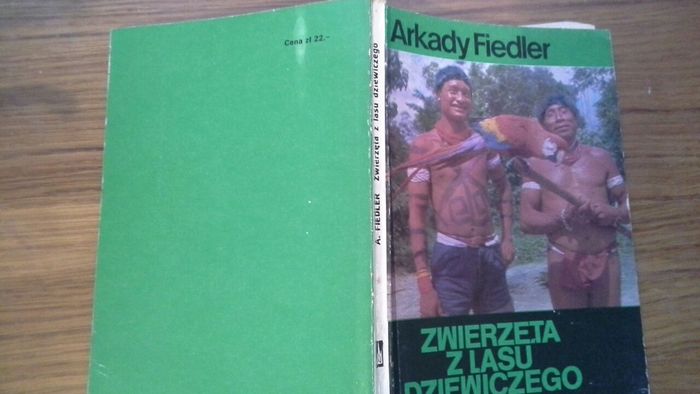 Cena zł 22.-
A. FIEDLER Zwierzęta z lasu dziewiczego
Arkady Fiedler
ZWIERZĘTA
Z LASU
DZIEWICZEGO